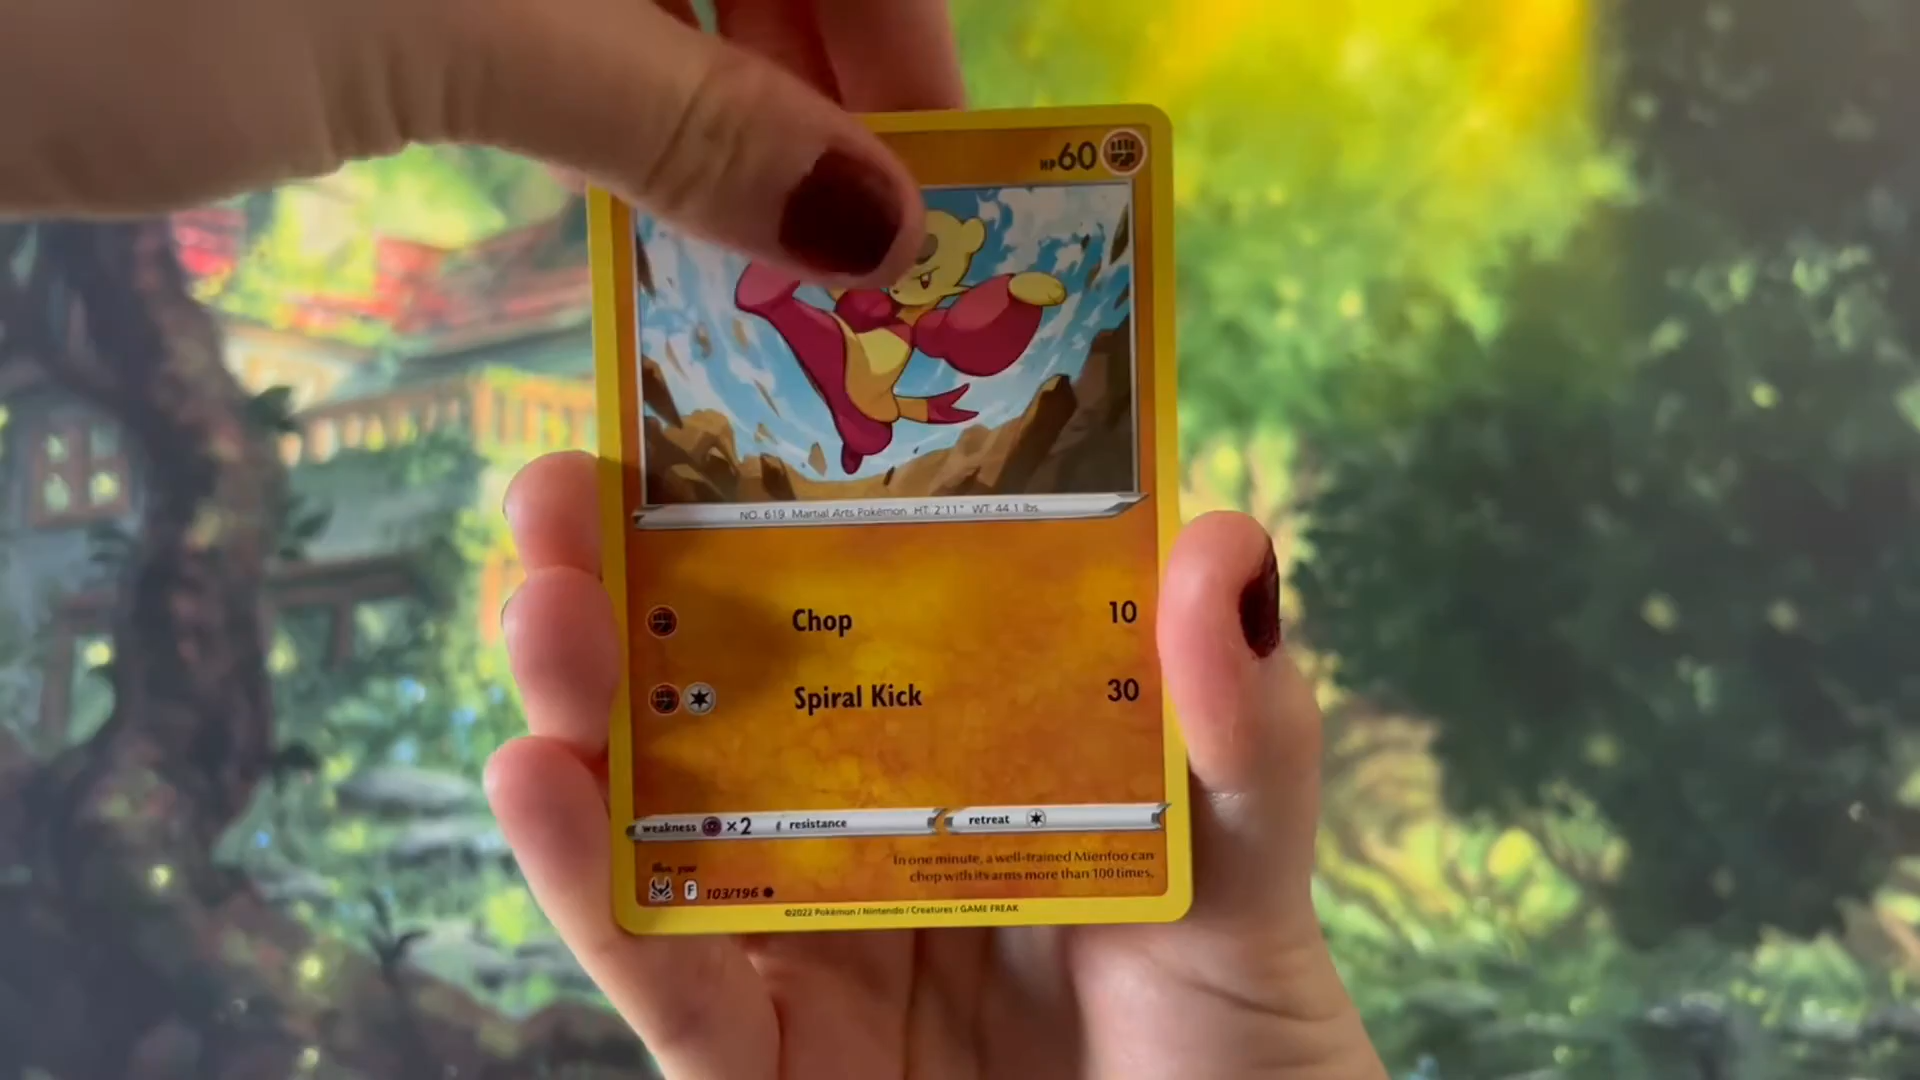 HP60
NO. 619 Martial Arts Pokémon HT: 2'11" WT: 44.1 lbs.
Chop 10
Spiral Kick 30
weakness ×2 resistance retreat
Illus. you
In one minute, a well-trained Mienfoo can
chop with its arms more than 100 times.
F 103/196
©2022 Pokémon / Nintendo / Creatures / GAME FREAK